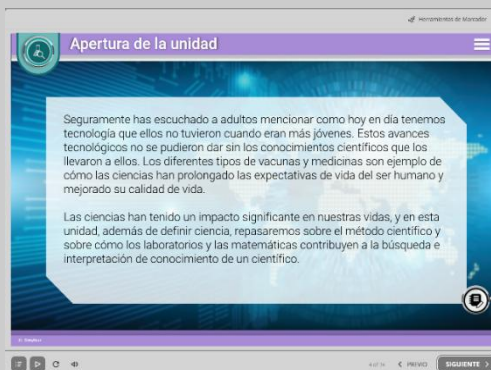 Herramientas de Marcador
Apertura de la unidad
Seguramente has escuchado a adultos mencionar como hoy en día tenemos
tecnología que ellos no tuvieron cuando eran más jóvenes. Estos avances
tecnológicos no se pudieron dar sin los conocimientos científicos que los
llevaron a ellos. Los diferentes tipos de vacunas y medicinas son ejemplo de
cómo las ciencias han prolongado las expectativas de vida del ser humano y
mejorado su calidad de vida.
Las ciencias han tenido un impacto significante en nuestras vidas, y en esta
unidad, además de definir ciencia, repasaremos sobre el método científico y
sobre cómo los laboratorios y las matemáticas contribuyen a la búsqueda e
interpretación de conocimiento de un científico.
PREVIO
SIGUIENTE